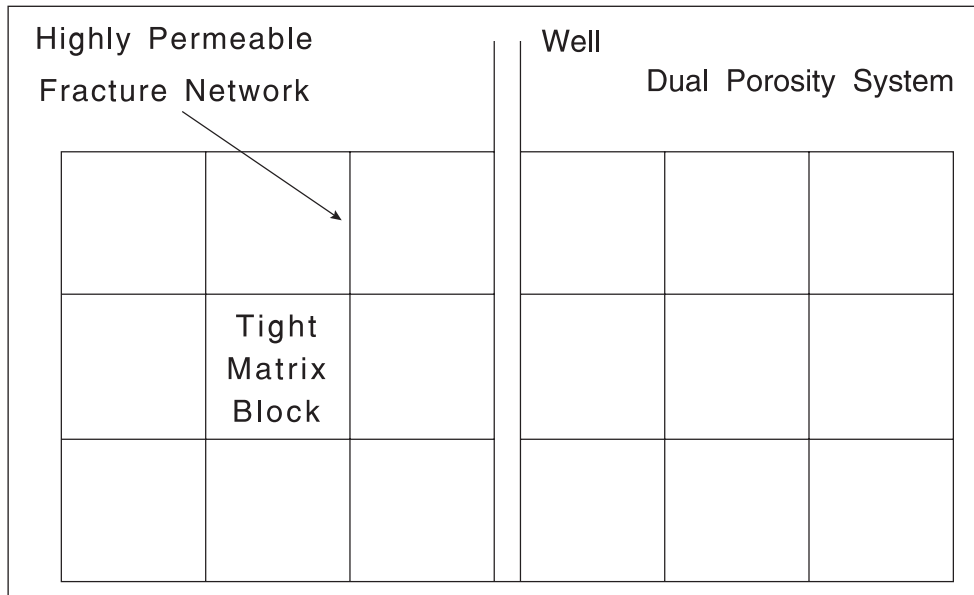 Highly Permeable
Fracture Network
Well
Dual Porosity System
Tight
Matrix
Block